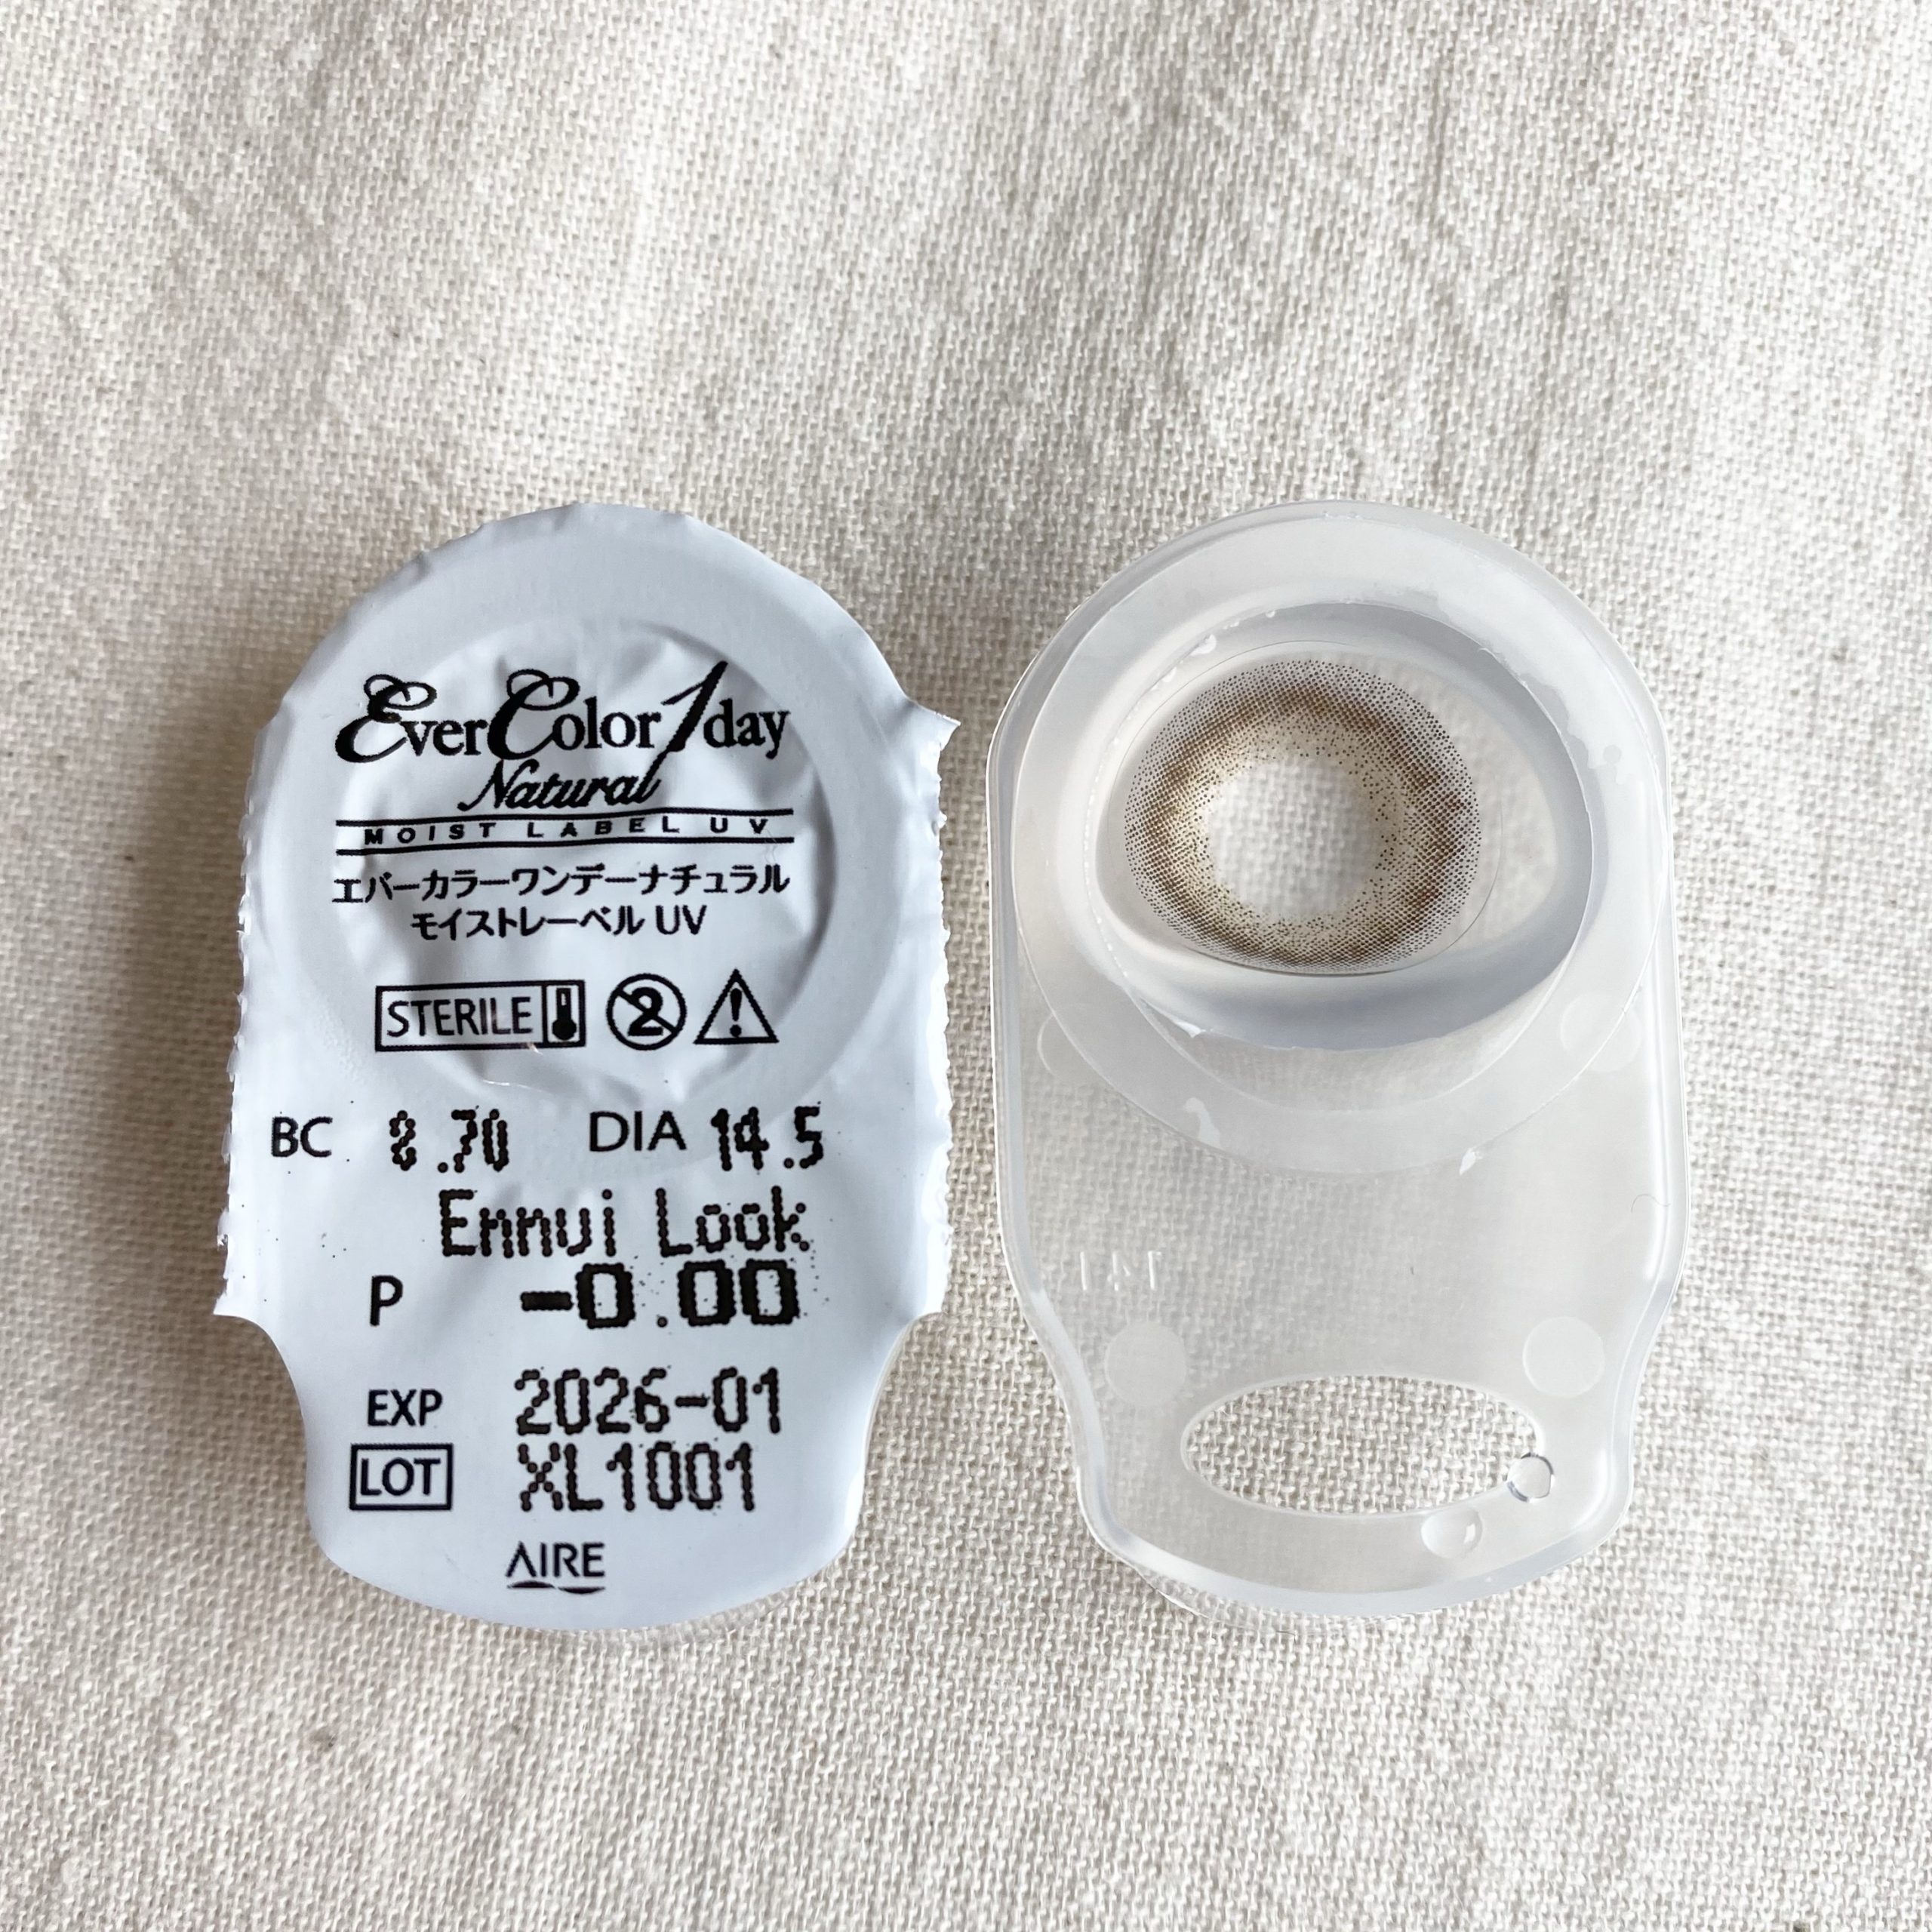 EverColor1day
Natural
MOIST LABEL UV
エバーカラーワンデーナチュラル
モイストレーベル UV
STERILE 2
BC 8.70 DIA 14.5
Ennui Look
P -0.00
EXP 2026-01
LOT XL1001
AIRE